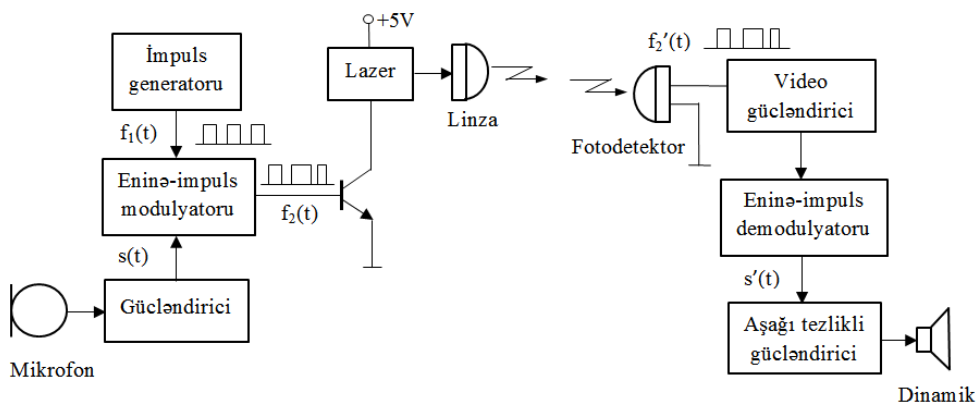 +5V
İmpuls
generatoru
Lazer
Linza
f₂′(t)
Fotodetektor
Video
gücləndirici
f₁(t)
Eninə-impuls
modulyatoru
f₂(t)
s(t)
Gücləndirici
Mikrofon
Eninə-impuls
demodulyatoru
s′(t)
Aşağı tezlikli
gücləndirici
Dinamik